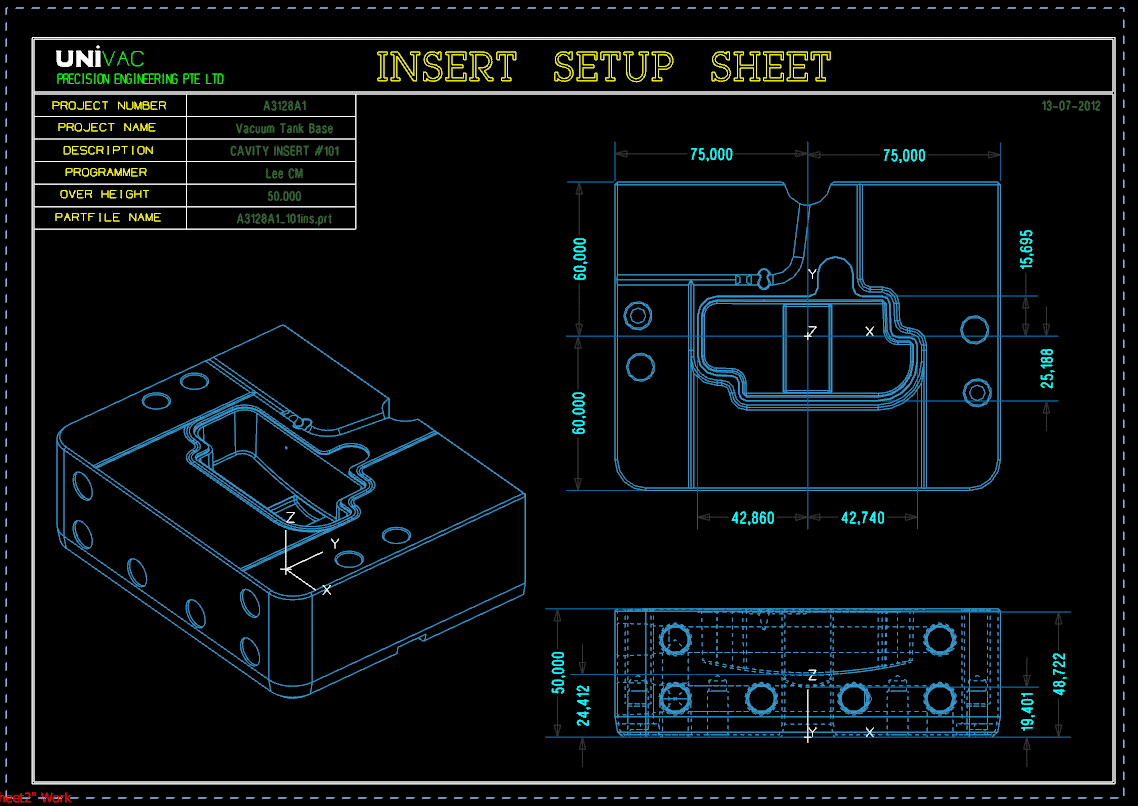 UNiVAC
PRECISION ENGINEERING PTE LTD
INSERT SETUP SHEET
13-07-2012
PROJECT NUMBER A3128A1
PROJECT NAME Vacuum Tank Base
DESCRIPTION CAVITY INSERT #101
PROGRAMMER Lee CM
OVER HEIGHT 50.000
PARTFILE NAME A3128A1_101ins.prt
75,000 75,000
60,000
15,695
Y
Z X
25,188
60,000
42,860 42,740
Z
Y
X
50,000
24,412
Z
Y X
19,401
48,722
heet2" Work